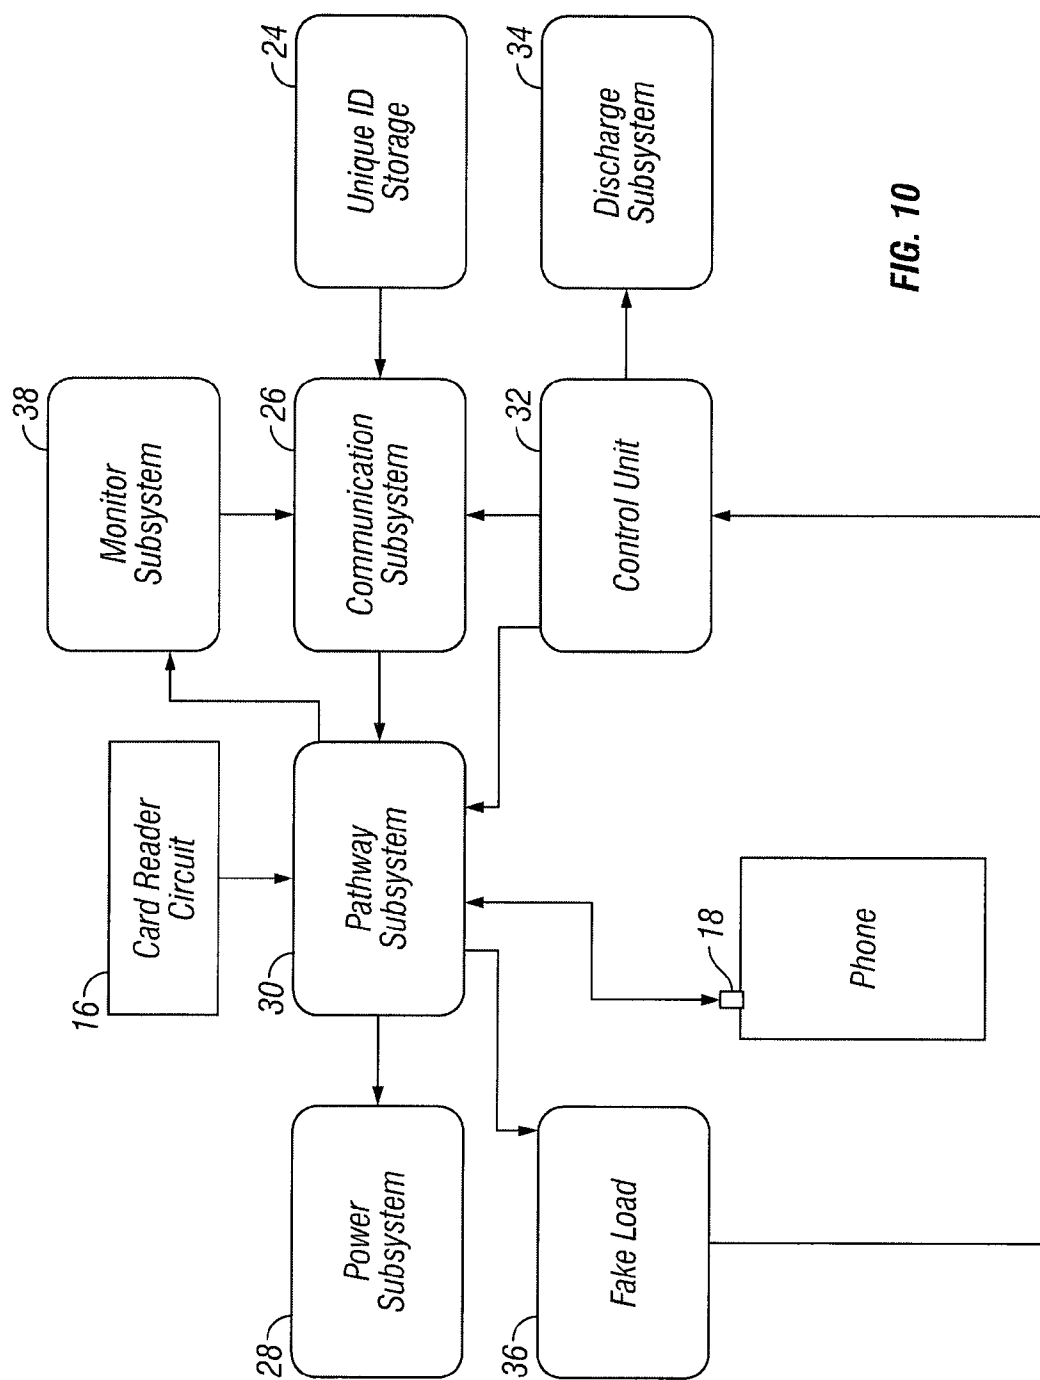 16
Card Reader
Circuit
38
Monitor
Subsystem
28
Power
Subsystem
30
Pathway
Subsystem
26
Communication
Subsystem
24
Unique ID
Storage
36
Fake Load
32
Control Unit
34
Discharge
Subsystem
18
Phone
FIG. 10